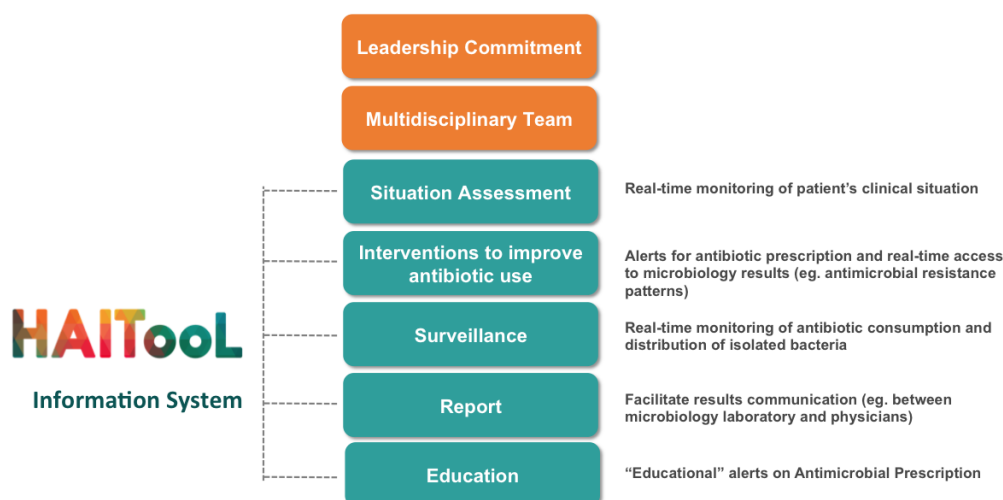 Leadership Commitment
Multidisciplinary Team
Situation Assessment
Real-time monitoring of patient’s clinical situation
Interventions to improve
antibiotic use
Alerts for antibiotic prescription and real-time access
to microbiology results (eg. antimicrobial resistance
patterns)
HAITooL
Information System
Surveillance
Real-time monitoring of antibiotic consumption and
distribution of isolated bacteria
Report
Facilitate results communication (eg. between
microbiology laboratory and physicians)
Education
“Educational” alerts on Antimicrobial Prescription